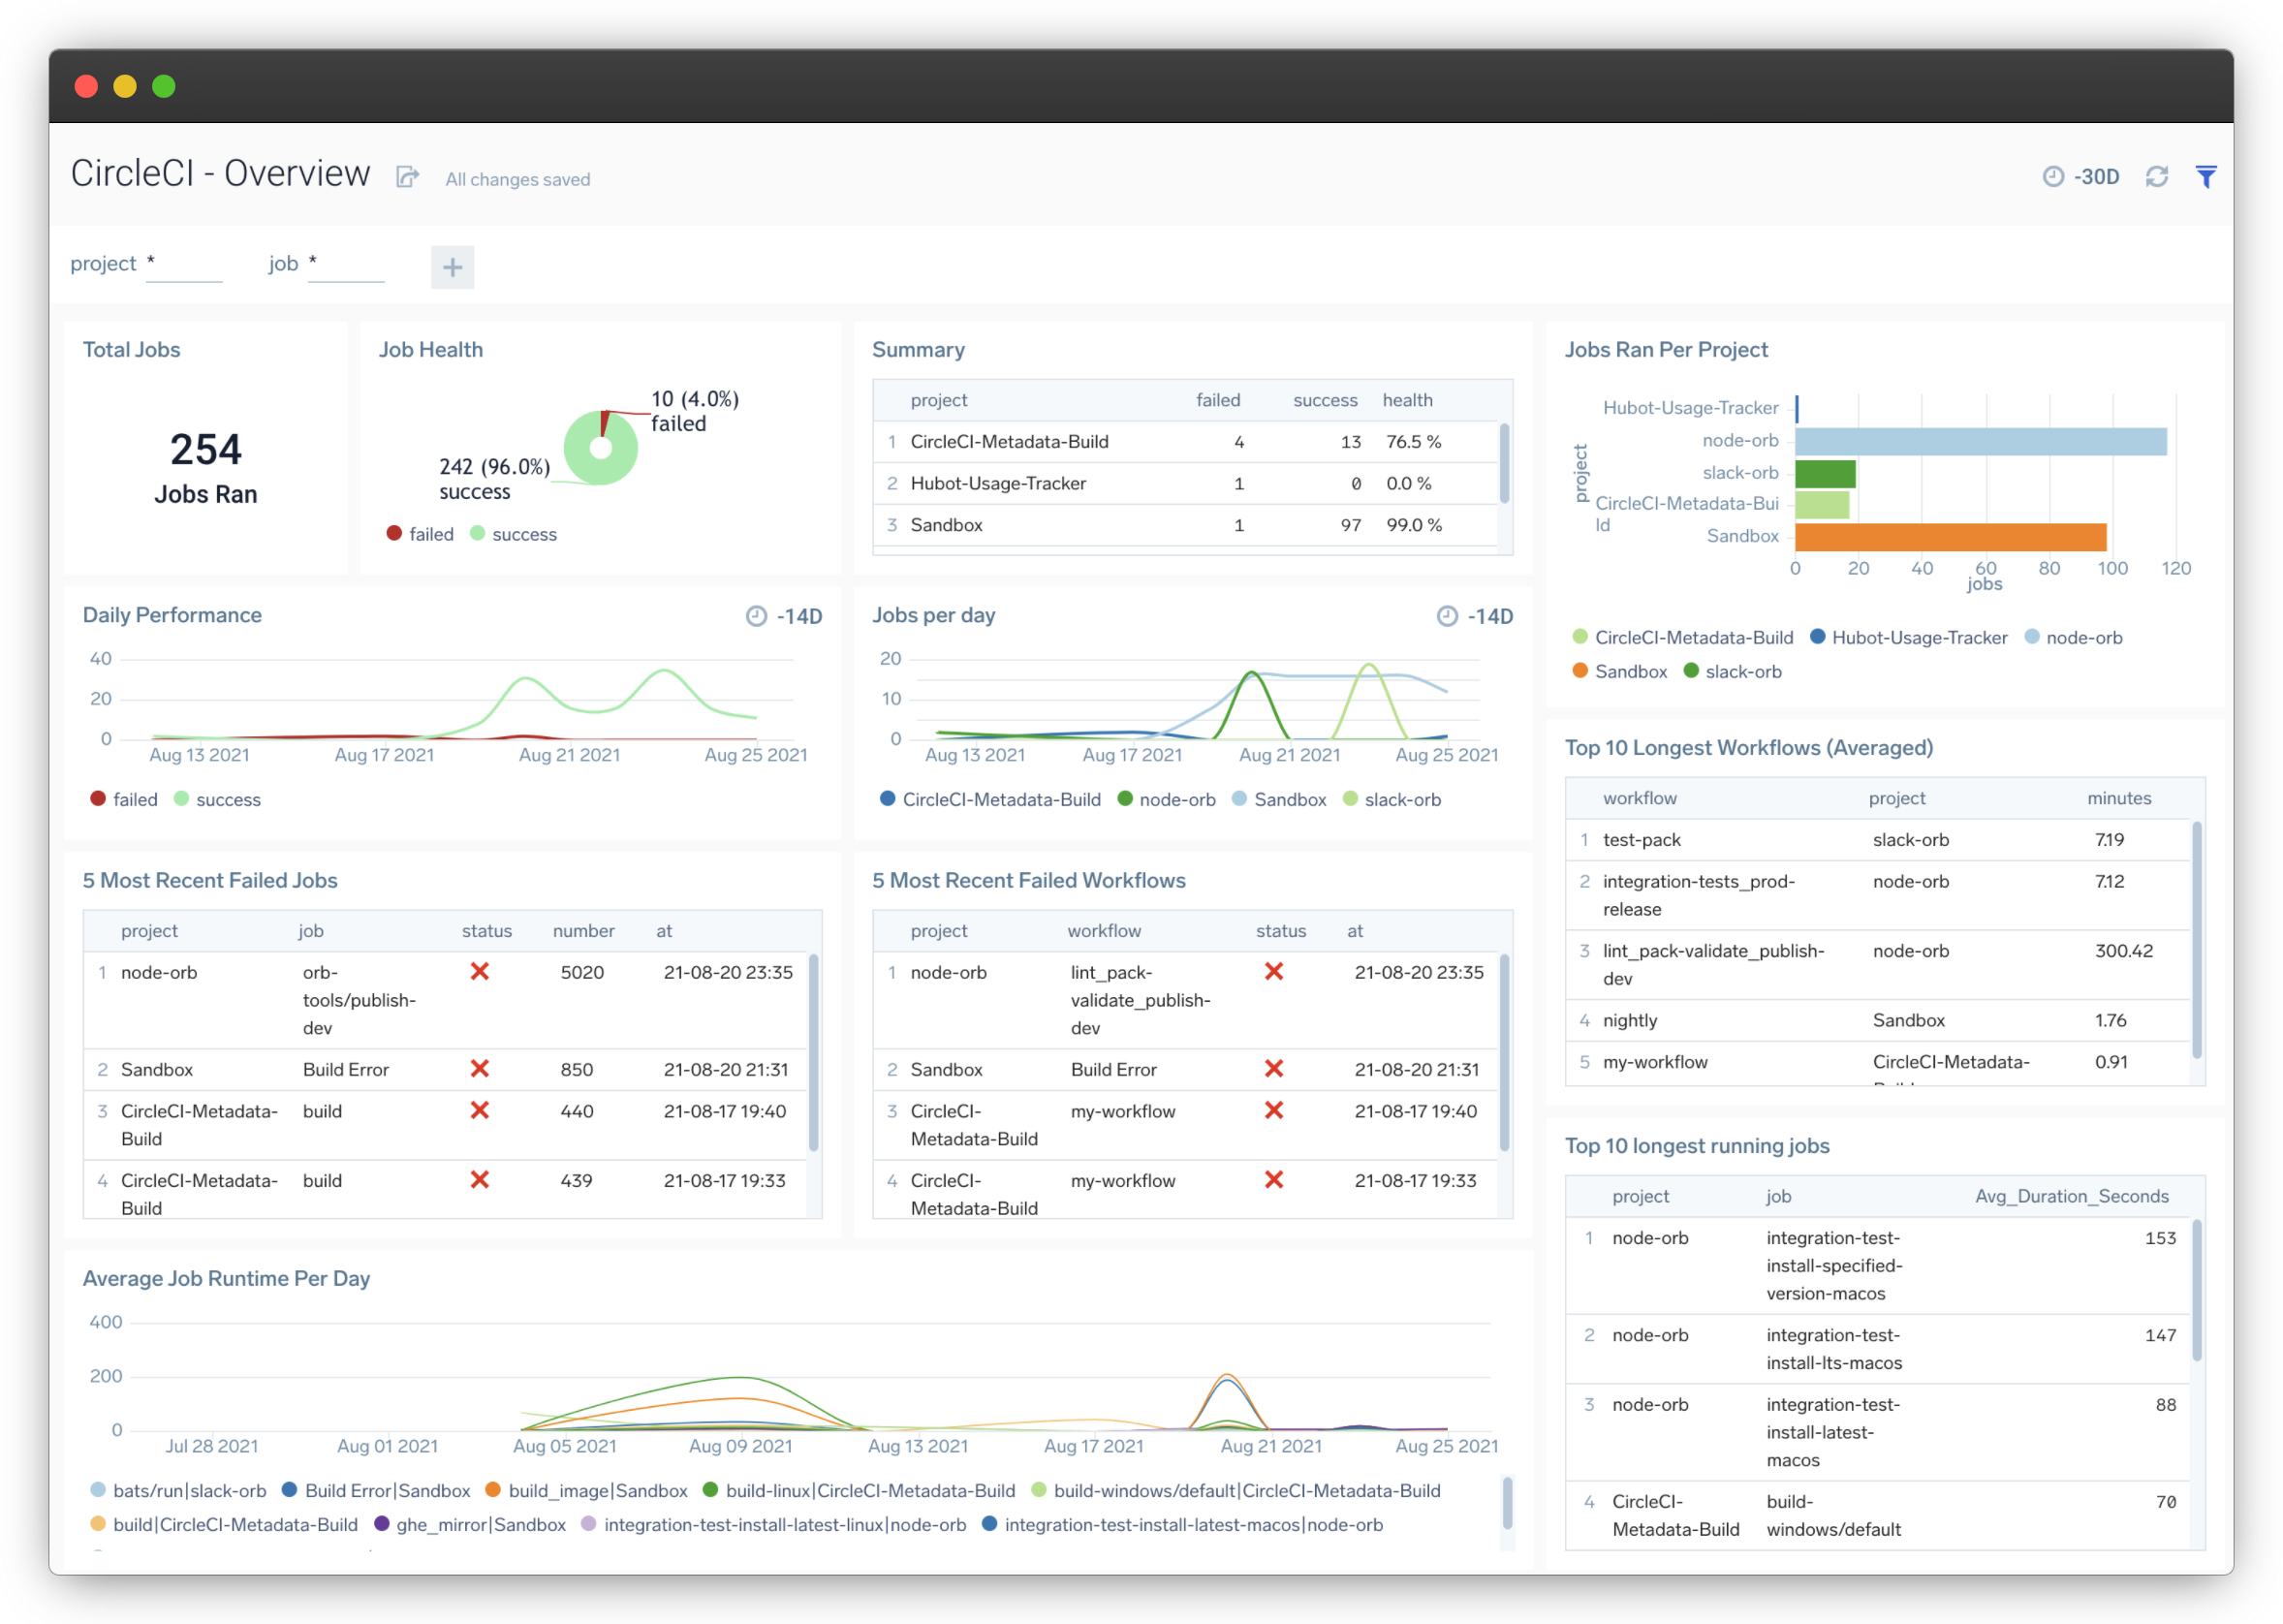 CircleCI - Overview All changes saved -30D
project * job * +
Total Jobs
254
Jobs Ran
Job Health
10 (4.0%)
failed
242 (96.0%)
success
failed success
Summary
project failed success health
1 CircleCI-Metadata-Build 4 13 76.5 %
2 Hubot-Usage-Tracker 1 0 0.0 %
3 Sandbox 1 97 99.0 %
Jobs Ran Per Project
project
Hubot-Usage-Tracker
node-orb
slack-orb
CircleCI-Metadata-Bui
ld
Sandbox
0 20 40 60 80 100 120
jobs
CircleCI-Metadata-Build Hubot-Usage-Tracker node-orb
Sandbox slack-orb
Daily Performance -14D
40
20
0
Aug 13 2021 Aug 17 2021 Aug 21 2021 Aug 25 2021
failed success
Jobs per day -14D
20
10
0
Aug 13 2021 Aug 17 2021 Aug 21 2021 Aug 25 2021
CircleCI-Metadata-Build node-orb Sandbox slack-orb
Top 10 Longest Workflows (Averaged)
workflow project minutes
1 test-pack slack-orb 7.19
2 integration-tests_prod- node-orb 7.12
release
3 lint_pack-validate_publish- node-orb 300.42
dev
4 nightly Sandbox 1.76
5 my-workflow CircleCI-Metadata- 0.91
5 Most Recent Failed Jobs
project job status number at
1 node-orb orb- ❌ 5020 21-08-20 23:35
tools/publish-
dev
2 Sandbox Build Error ❌ 850 21-08-20 21:31
3 CircleCI-Metadata- build ❌ 440 21-08-17 19:40
Build
4 CircleCI-Metadata- build ❌ 439 21-08-17 19:33
Build
5 Most Recent Failed Workflows
project workflow status at
1 node-orb lint_pack- ❌ 21-08-20 23:35
validate_publish-
dev
2 Sandbox Build Error ❌ 21-08-20 21:31
3 CircleCI- my-workflow ❌ 21-08-17 19:40
Metadata-Build
4 CircleCI- my-workflow ❌ 21-08-17 19:33
Metadata-Build
Top 10 longest running jobs
project job Avg_Duration_Seconds
1 node-orb integration-test- 153
install-specified-
version-macos
2 node-orb integration-test- 147
install-lts-macos
3 node-orb integration-test- 88
install-latest-
macos
4 CircleCI- build- 70
Metadata-Build windows/default
Average Job Runtime Per Day
400
200
0
Jul 28 2021 Aug 01 2021 Aug 05 2021 Aug 09 2021 Aug 13 2021 Aug 17 2021 Aug 21 2021 Aug 25 2021
bats/run|slack-orb Build Error|Sandbox build_image|Sandbox build-linux|CircleCI-Metadata-Build build-windows/default|CircleCI-Metadata-Build
build|CircleCI-Metadata-Build ghe_mirror|Sandbox integration-test-install-latest-linux|node-orb integration-test-install-latest-macos|node-orb